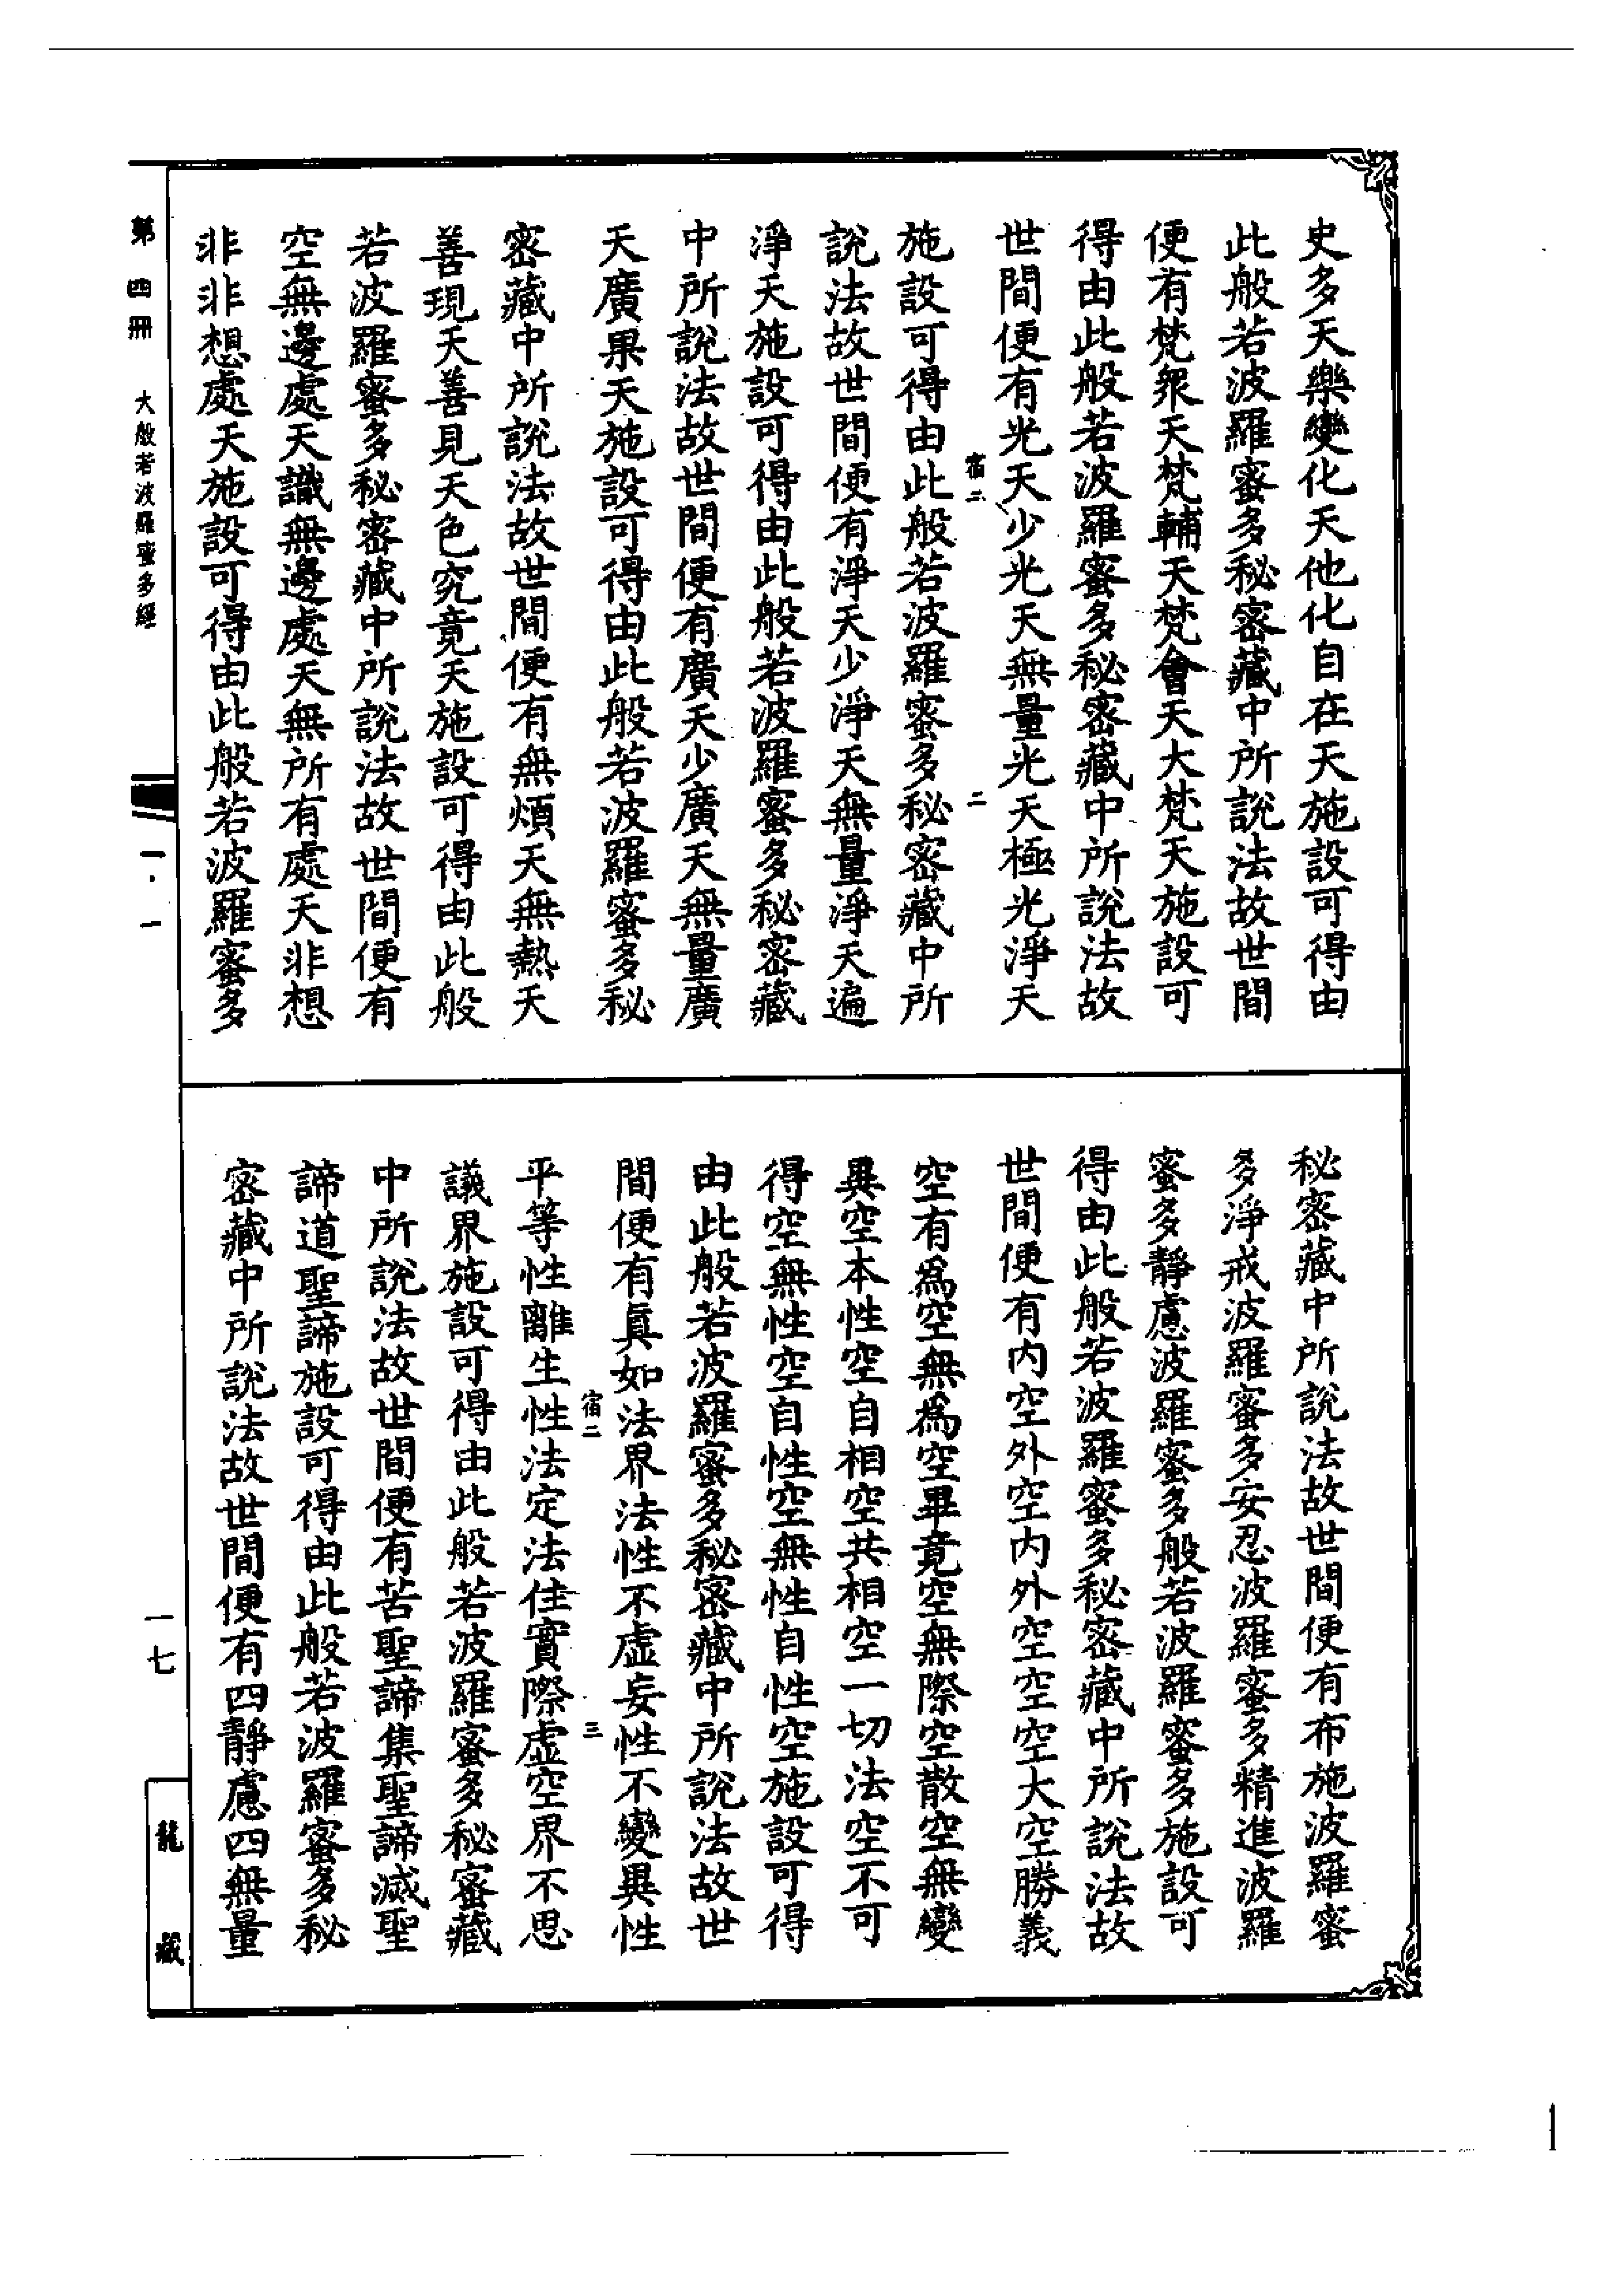 史多天樂變化天他化自在天施設可得由
此般若波羅蜜多秘密藏中所說法故世間
便有梵眾天梵輔天梵會天大梵天施設可
得由此般若波羅蜜多秘密藏中所說法故
世間便有光天少光天無量光天極光淨天
宿二 二
施設可得由此般若波羅蜜多秘密藏中所
說法故世間便有淨天少淨天無量淨天遍
淨天施設可得由此般若波羅蜜多秘密藏
中所說法故世間便有廣天少廣天無量廣
天廣果天施設可得由此般若波羅蜜多秘
密藏中所說法故世間便有無煩天無熱天
善現天善見天色究竟天施設可得由此般
若波羅蜜多秘密藏中所說法故世間便有
空無邊處天識無邊處天無所有處天非想
非非想處天施設可得由此般若波羅蜜多
秘密藏中所說法故世間便有布施波羅蜜
多淨戒波羅蜜多安忍波羅蜜多精進波羅
蜜多靜慮波羅蜜多般若波羅蜜多施設可
得由此般若波羅蜜多秘密藏中所說法故
世間便有內空外空內外空空空大空勝義
空有為空無為空畢竟空無際空散空無變
異空本性空自相空共相空一切法空不可
得空無性空自性空無性自性空施設可得
由此般若波羅蜜多秘密藏中所說法故世
間便有真如法界法性不虛妄性不變異性
宿二 三
平等性離生性法定法住實際虛空界不思
議界施設可得由此般若波羅蜜多秘蜜藏
中所說法故世間便有苦聖諦集聖諦滅聖
諦道聖諦施設可得由此般若波羅蜜多秘
密藏中所說法故世間便有四靜慮四無量
第四冊 大般若波羅蜜多經
一·一
一七
龍藏